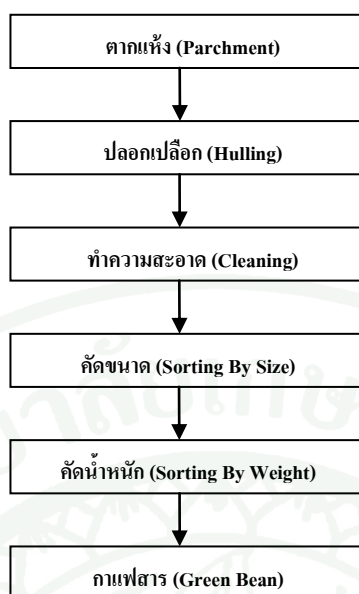 ตากแห้ง (Parchment)
ปลอกเปลือก (Hulling)
ทำความสะอาด (Cleaning)
คัดขนาด (Sorting By Size)
คัดน้ำหนัก (Sorting By Weight)
กาแฟสาร (Green Bean)